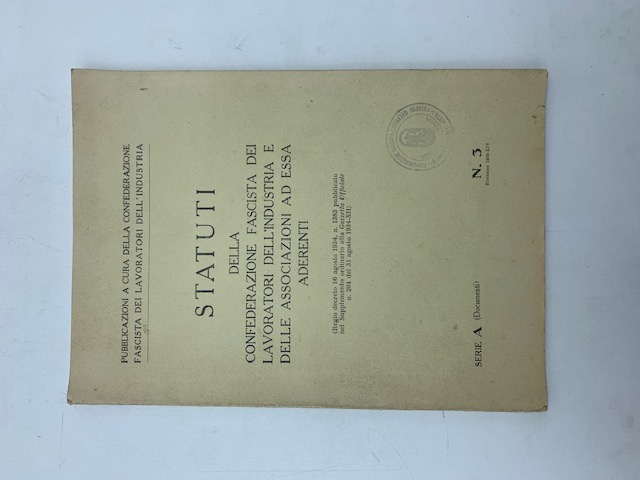 PUBBLICAZIONI A CURA DELLA CONFEDERAZIONE
FASCISTA DEI LAVORATORI DELL'INDUSTRIA
STATUTI
DELLA
CONFEDERAZIONE FASCISTA DEI
LAVORATORI DELL'INDUSTRIA E
DELLE ASSOCIAZIONI AD ESSA
ADERENTI
(Regio decreto 16 agosto 1934, n. 1383 pubblicato
nel Supplemento ordinario alla Gazzetta Ufficiale
n. 204 del 31 agosto 1934-XII)
SERIE A (Documenti)
N. 3